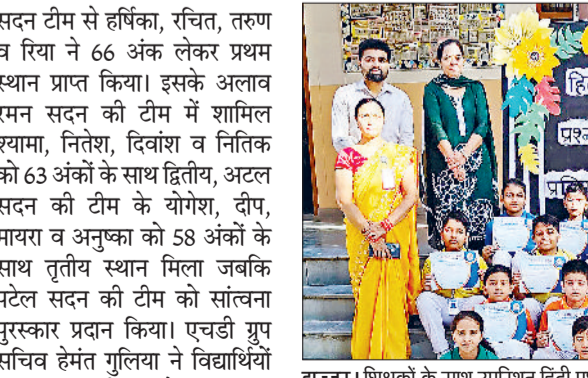 सदन टीम से हर्षिका, रचित, तरुण
व रिया ने 66 अंक लेकर प्रथम
स्थान प्राप्त किया। इसके अलाव
रमन सदन की टीम में शामिल
श्यामा, नितेश, दिवांश व नितिक
को 63 अंकों के साथ द्वितीय, अटल
सदन की टीम के योगेश, दीप,
मायरा व अनुष्का को 58 अंकों के
साथ तृतीय स्थान मिला जबकि
पटेल सदन की टीम को सांत्वना
पुरस्कार प्रदान किया। एचडी ग्रुप
सचिव हेमंत गुलिया ने विद्यार्थियों
हि
प्रश्न